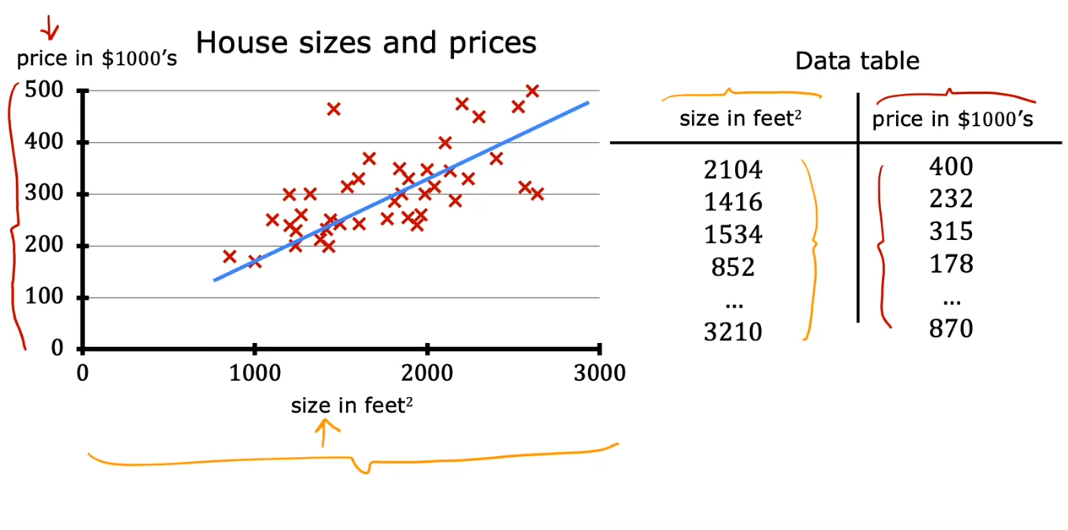 House sizes and prices
price in $1000's
500
400
300
200
100
0
0 1000 2000 3000
size in feet²
Data table
size in feet² price in $1000's
2104 400
1416 232
1534 315
852 178
... ...
3210 870